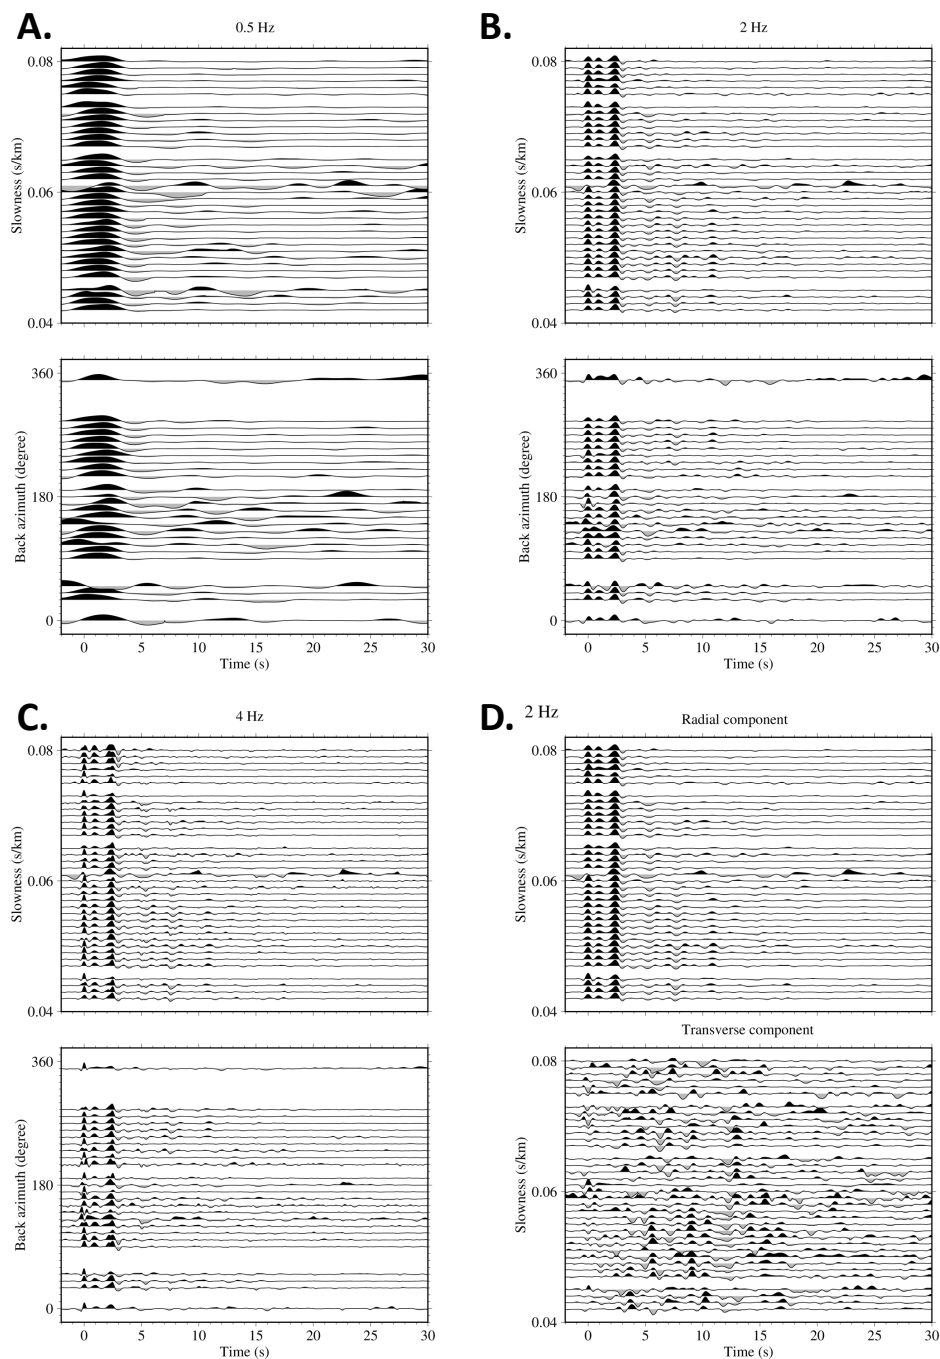 A.
0.5 Hz
0.08
0.06
0.04
Slowness (s/km)
360
180
0
Back azimuth (degree)
0 5 10 15 20 25 30
Time (s)
B.
2 Hz
0.08
0.06
0.04
Slowness (s/km)
360
180
0
Back azimuth (degree)
0 5 10 15 20 25 30
Time (s)
C.
4 Hz
0.08
0.06
0.04
Slowness (s/km)
360
180
0
Back azimuth (degree)
0 5 10 15 20 25 30
Time (s)
D.
2 Hz
Radial component
0.08
0.06
0.04
Slowness (s/km)
Transverse component
0.08
0.06
0.04
Slowness (s/km)
0 5 10 15 20 25 30
Time (s)